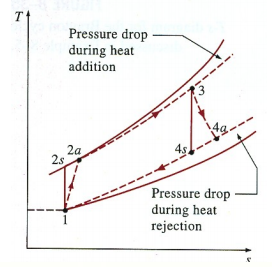 T
Pressure drop
during heat
addition
3
2s
2a
4a
4s
Pressure drop
during heat
rejection
1
s